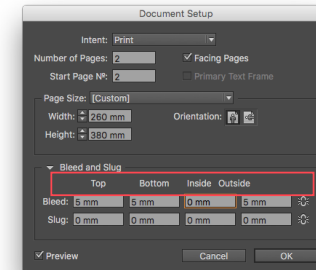 Document Setup
Intent: Print
Number of Pages: 2 Facing Pages
Start Page Nº: 2 Primary Text Frame
Page Size: [Custom]
Width: 260 mm Orientation:
Height: 380 mm
Bleed and Slug
Top Bottom Inside Outside
Bleed: 5 mm 5 mm 0 mm 5 mm
Slug: 0 mm 0 mm 0 mm 0 mm
Preview Cancel OK